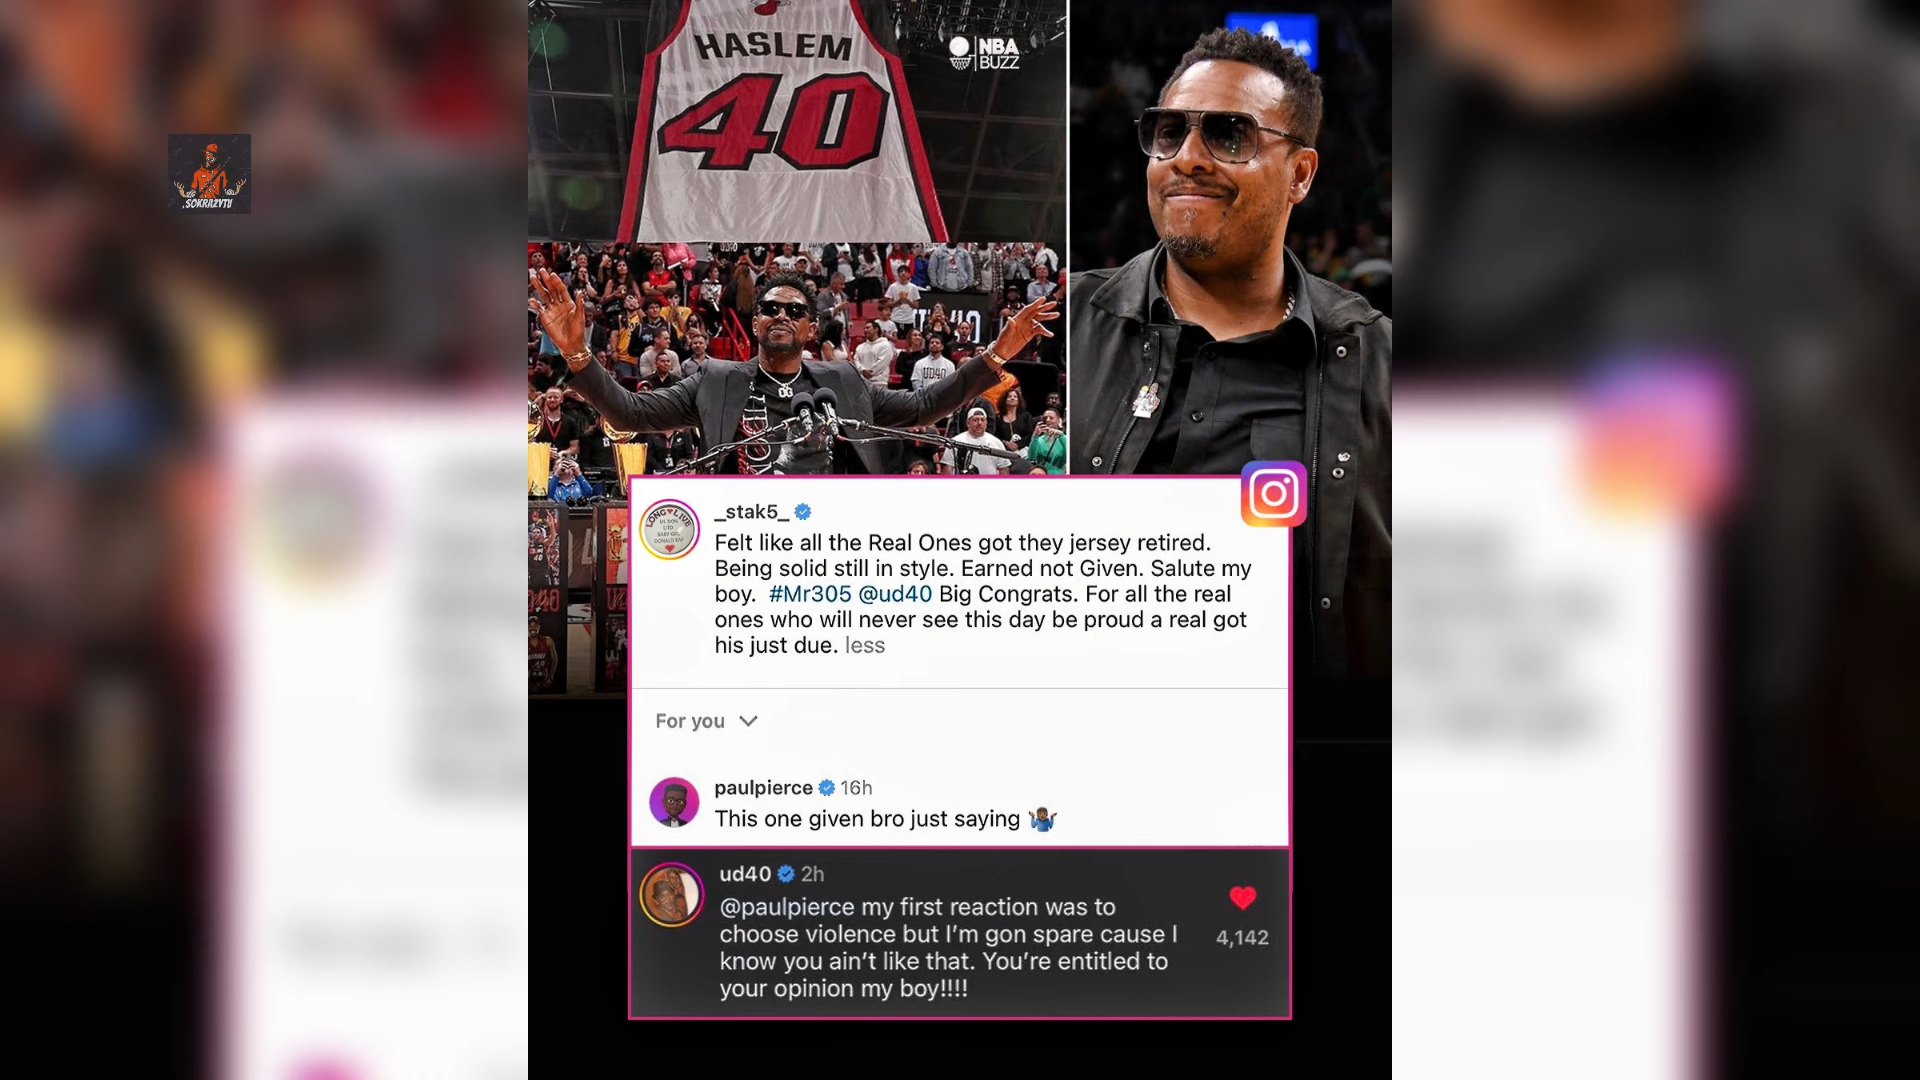 HASLEM
40
NBA
BUZZ
.SOKRAZYTV
UD40
OG
_stak5_
Felt like all the Real Ones got they jersey retired.
Being solid still in style. Earned not Given. Salute my
boy. #Mr305 @ud40 Big Congrats. For all the real
ones who will never see this day be proud a real got
his just due. less
LONG LIVE
For you
paulpierce 16h
This one given bro just saying 🤷🏾‍♂️
ud40 2h
@paulpierce my first reaction was to
choose violence but I’m gon spare cause I
know you ain’t like that. You’re entitled to
your opinion my boy!!!!
4,142